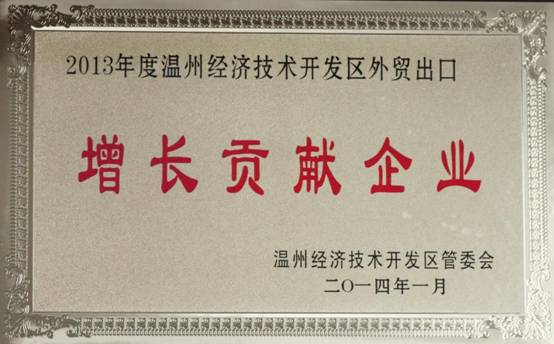 2013年度温州经济技术开发区外贸出口
增长贡献企业
温州经济技术开发区管委会
二〇一四年一月